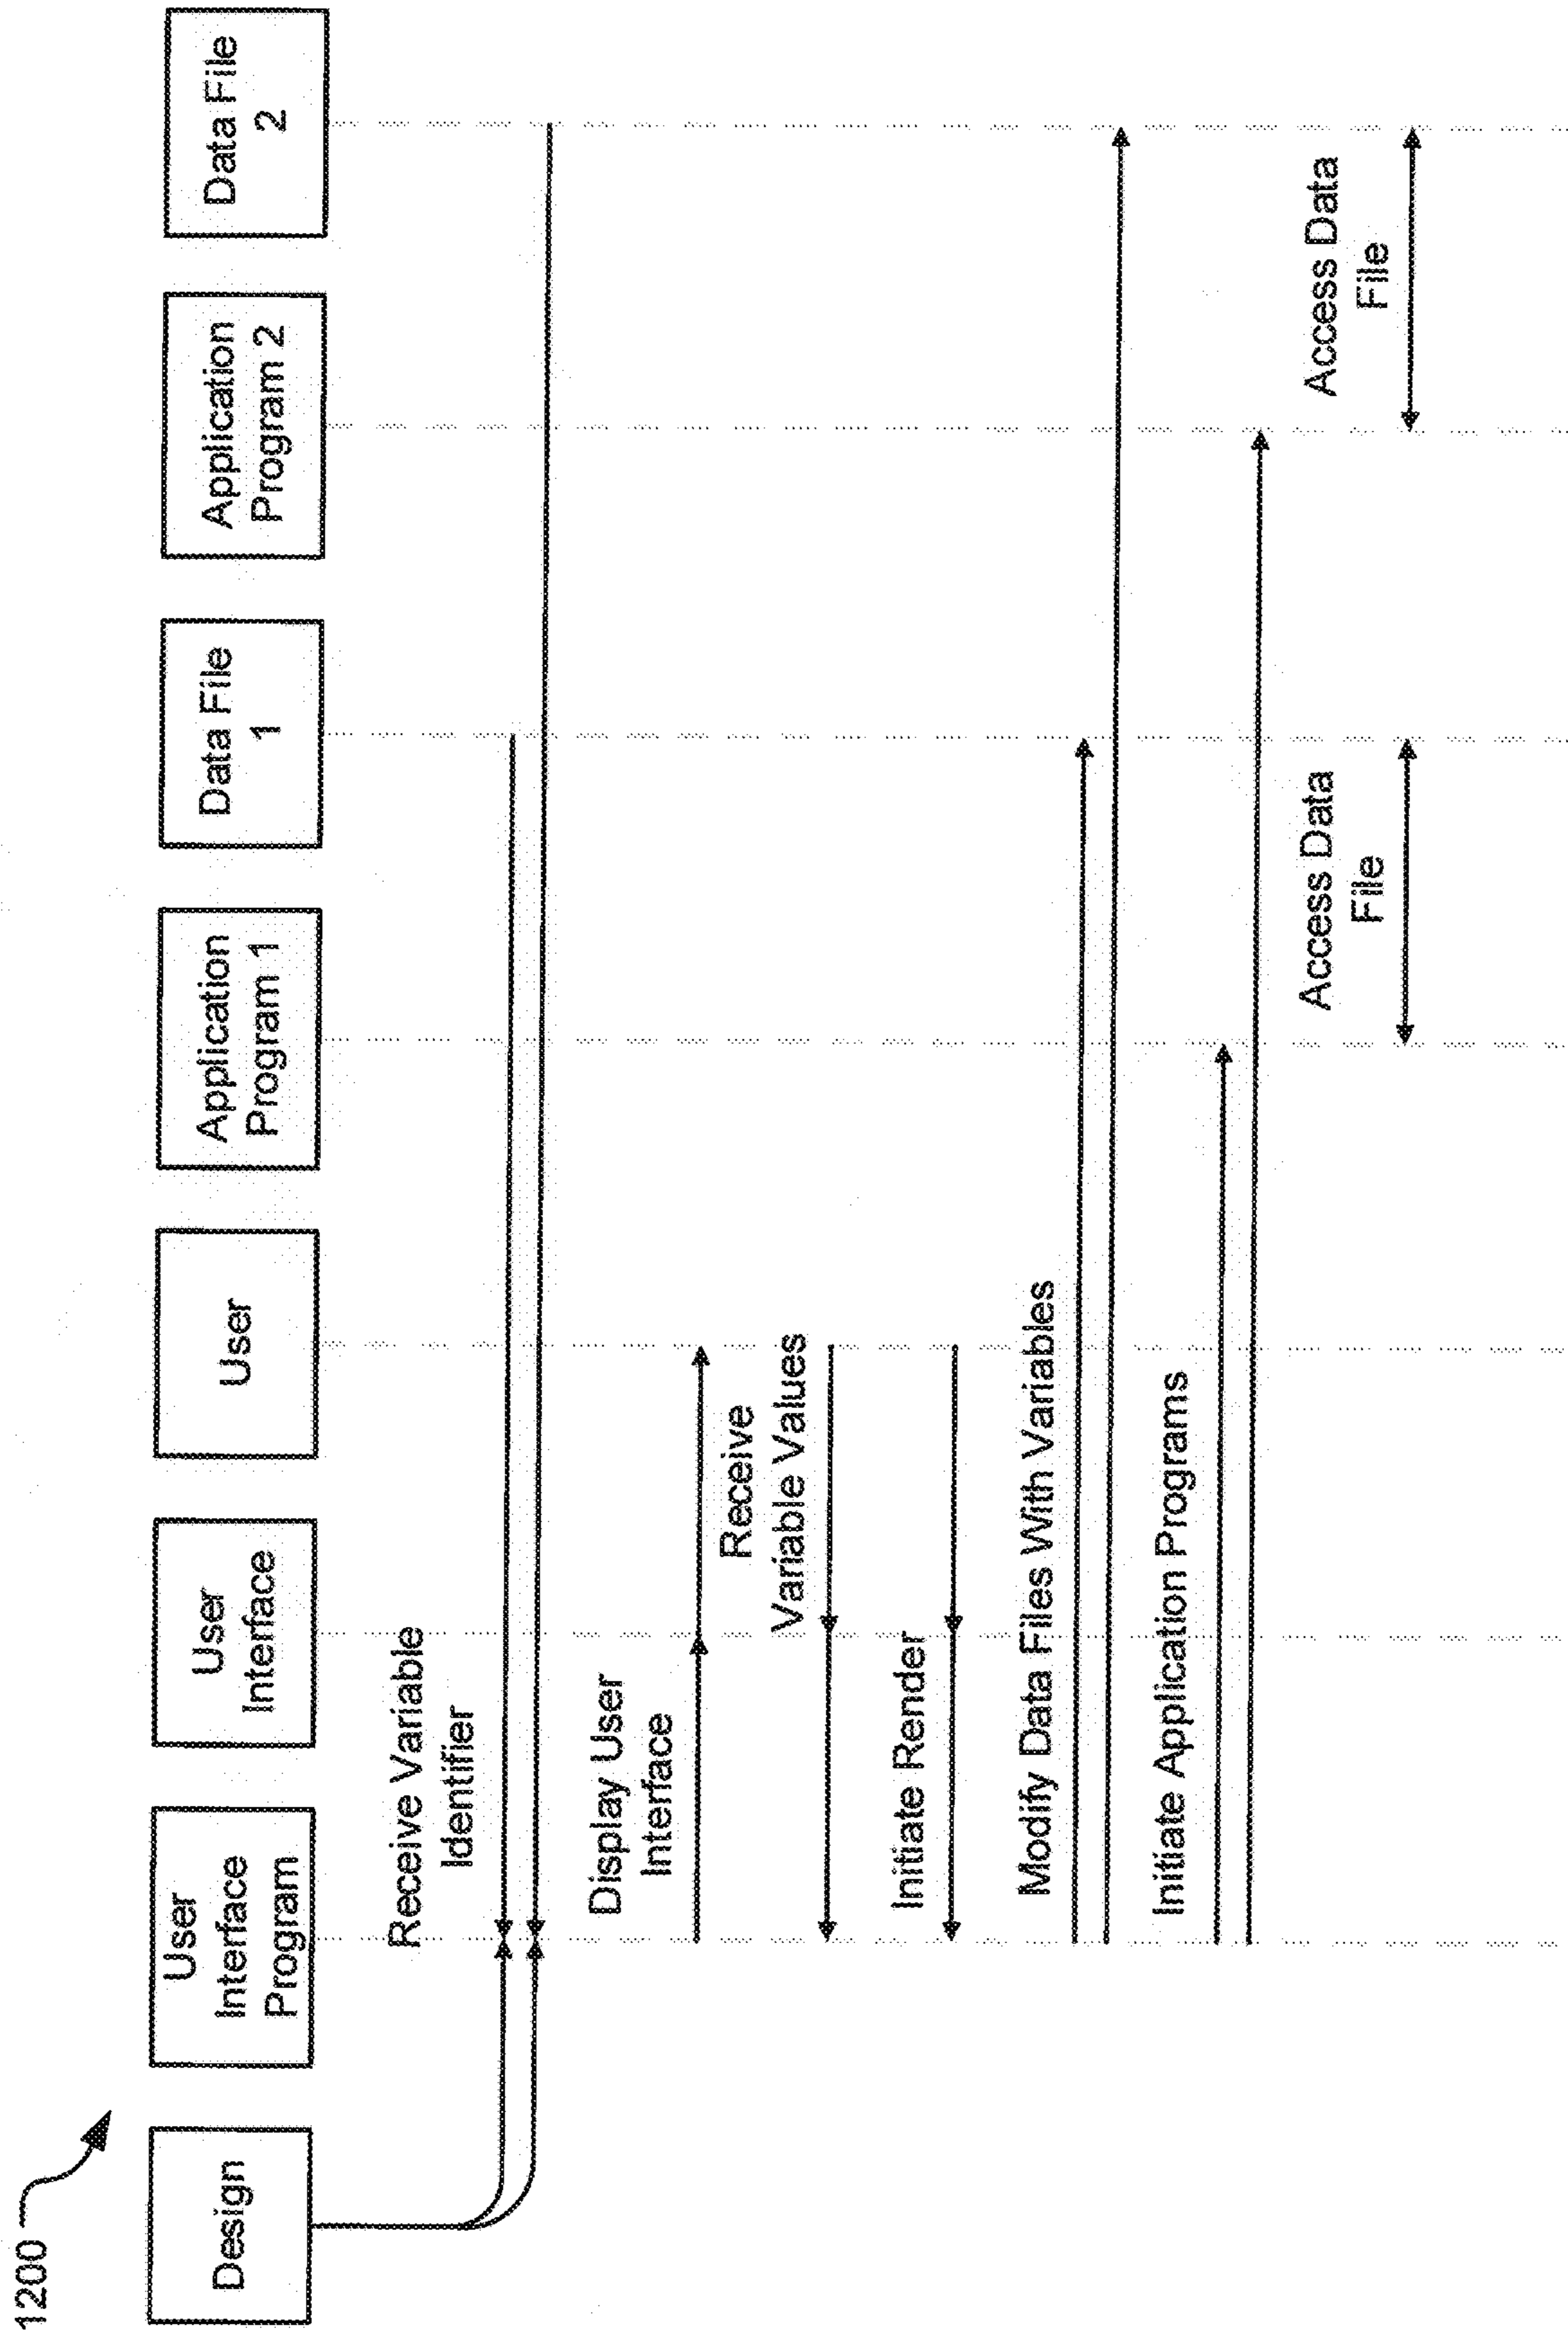 1200
Design
User
Interface
Program
User
Interface
User
Application
Program 1
Data File
1
Application
Program 2
Data File
2
Receive Variable
Identifier
Display User
Interface
Receive
Variable Values
Initiate Render
Modify Data Files With Variables
Initiate Application Programs
Access Data
File
Access Data
File